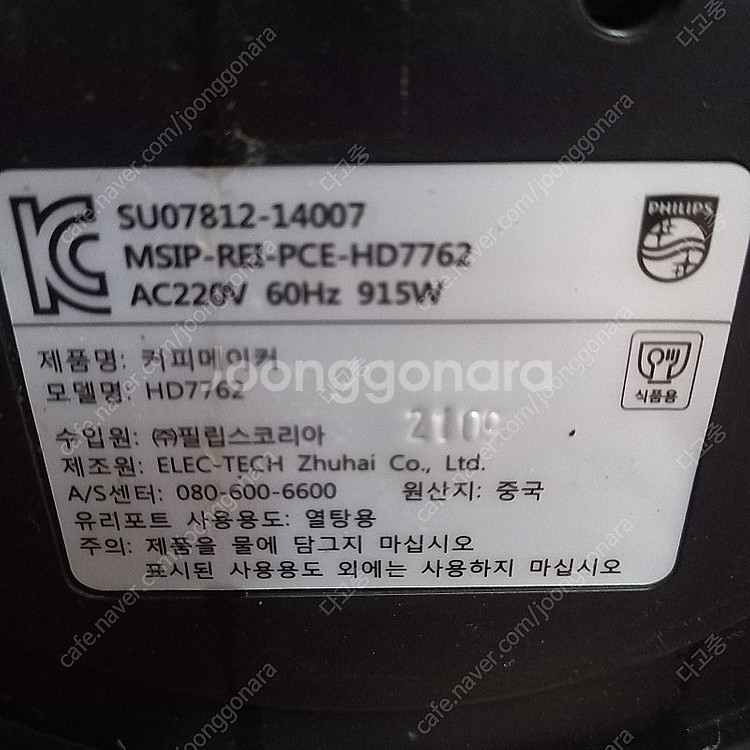 SU07812-14007
MSIP-REI-PCE-HD7762
AC220V 60Hz 915W
PHILIPS
제품명: 커피메이커
모델명: HD7762
식품용
joonggonara
수입원: ㈜필립스코리아
제조원: ELEC-TECH Zhuhai Co., Ltd.
A/S센터: 080-600-6600 원산지: 중국
유리포트 사용용도: 열탕용
주의: 제품을 물에 담그지 마십시오
표시된 사용용도 외에는 사용하지 마십시오
cafe.naver.com/joonggonara
다고중